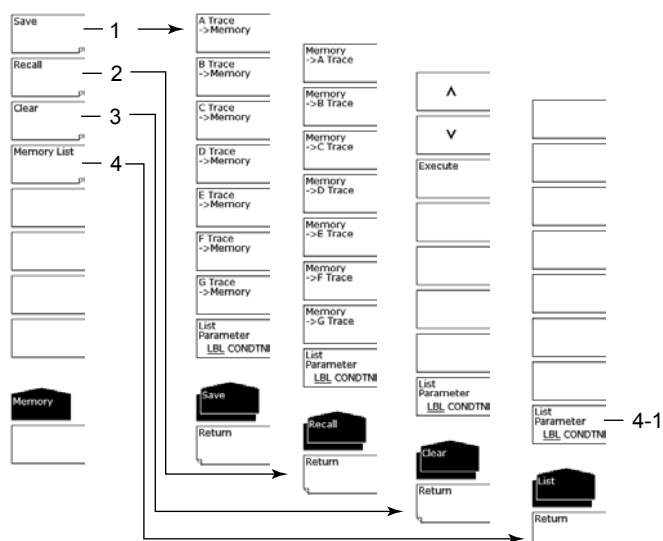 Save
Recall
Clear
Memory List
Memory
1
2
3
4
A Trace
->Memory
B Trace
->Memory
C Trace
->Memory
D Trace
->Memory
E Trace
->Memory
F Trace
->Memory
G Trace
->Memory
List
Parameter
LBL CONDTN
Save
Return
Memory
->A Trace
Memory
->B Trace
Memory
->C Trace
Memory
->D Trace
Memory
->E Trace
Memory
->F Trace
Memory
->G Trace
List
Parameter
LBL CONDTN
Recall
Return
Execute
List
Parameter
LBL CONDTN
Clear
Return
List
Parameter
LBL CONDTN
4-1
List
Return